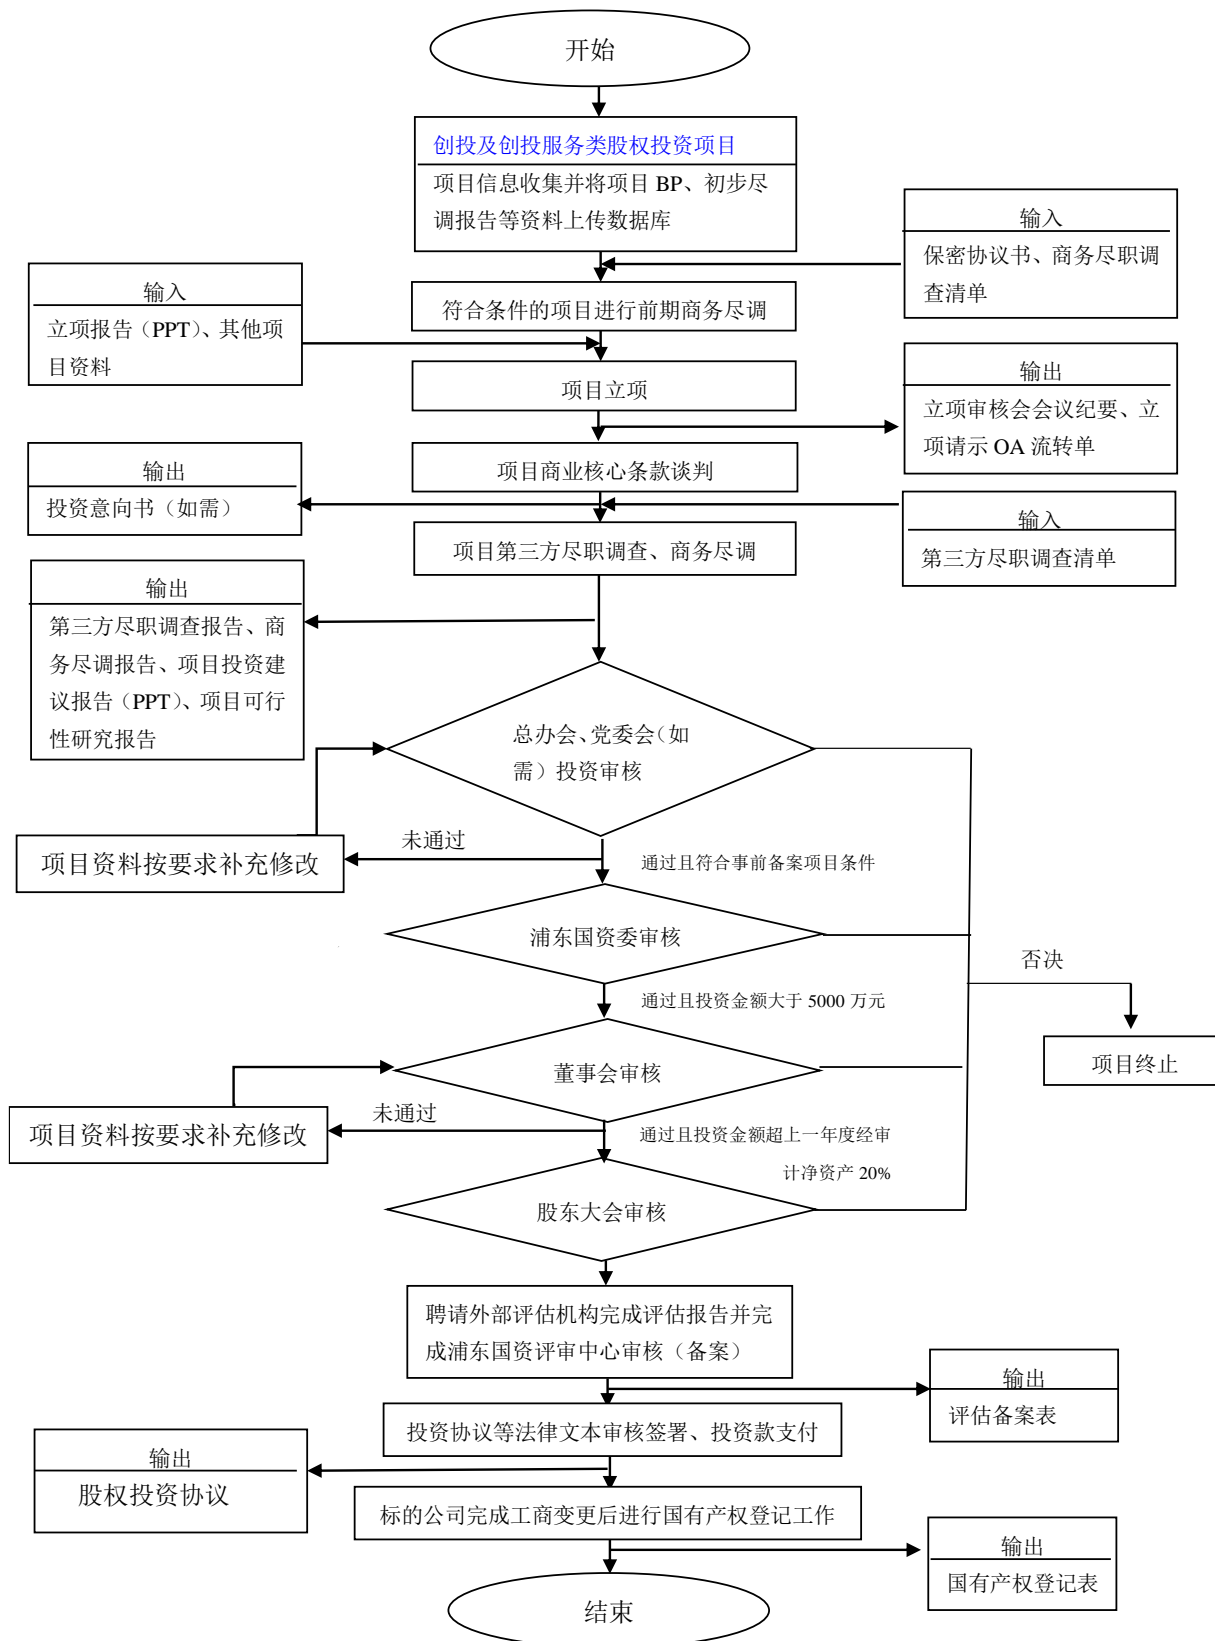 开始
创投及创投服务类股权投资项目
项目信息收集并将项目 BP、初步尽
调报告等资料上传数据库
输入
保密协议书、商务尽职调
查清单
输入
立项报告（PPT）、其他项
目资料
符合条件的项目进行前期商务尽调
项目立项
输出
立项审核会会议纪要、立
项请示 OA 流转单
项目商业核心条款谈判
输出
投资意向书（如需）
输入
第三方尽职调查清单
项目第三方尽职调查、商务尽调
输出
第三方尽职调查报告、商
务尽调报告、项目投资建
议报告（PPT）、项目可行
性研究报告
总办会、党委会（如
需）投资审核
未通过
项目资料按要求补充修改
通过且符合事前备案项目条件
浦东国资委审核
否决
通过且投资金额大于 5000 万元
项目终止
董事会审核
未通过
项目资料按要求补充修改
通过且投资金额超上一年度经审
计净资产 20%
股东大会审核
聘请外部评估机构完成评估报告并完
成浦东国资评审中心审核（备案）
输出
评估备案表
投资协议等法律文本审核签署、投资款支付
输出
股权投资协议
标的公司完成工商变更后进行国有产权登记工作
输出
国有产权登记表
结束